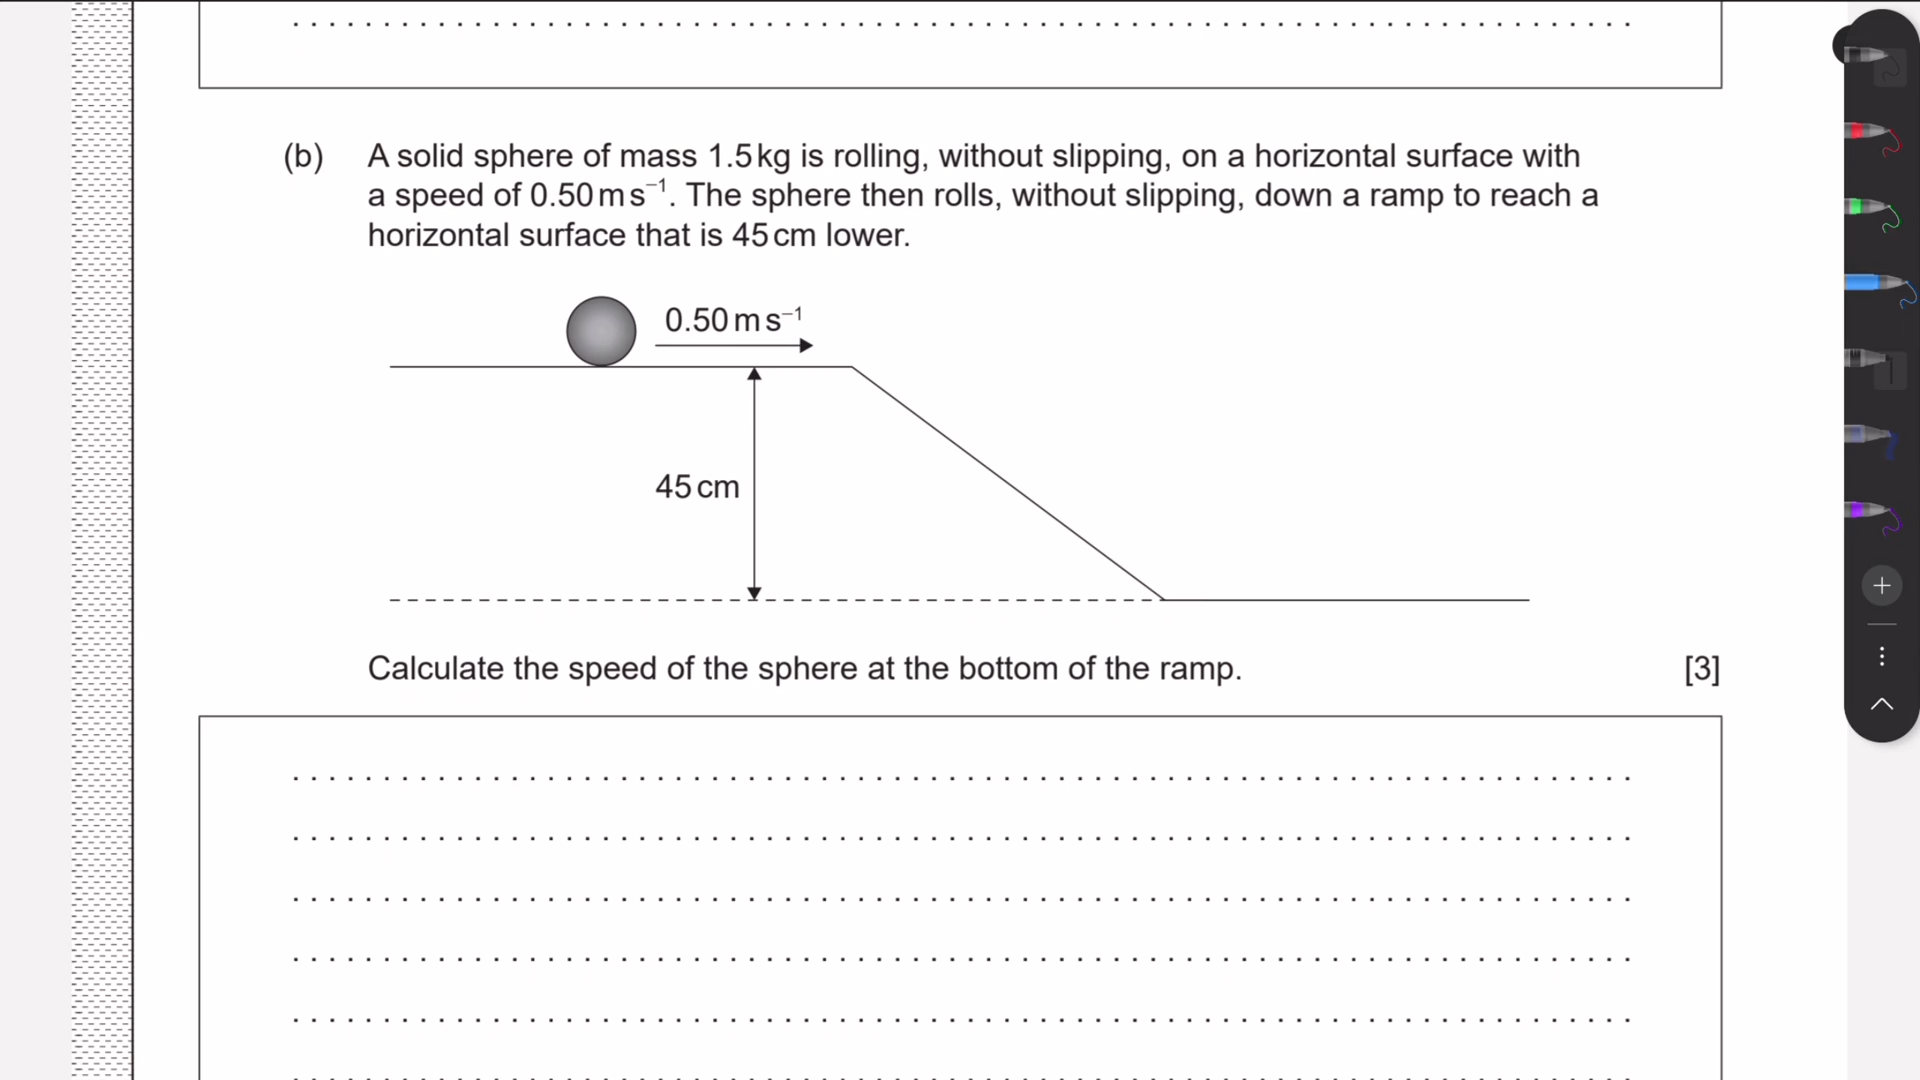 (b) A solid sphere of mass 1.5 kg is rolling, without slipping, on a horizontal surface with
a speed of 0.50 m s⁻¹. The sphere then rolls, without slipping, down a ramp to reach a
horizontal surface that is 45 cm lower.
0.50 m s⁻¹
45 cm
Calculate the speed of the sphere at the bottom of the ramp. [3]